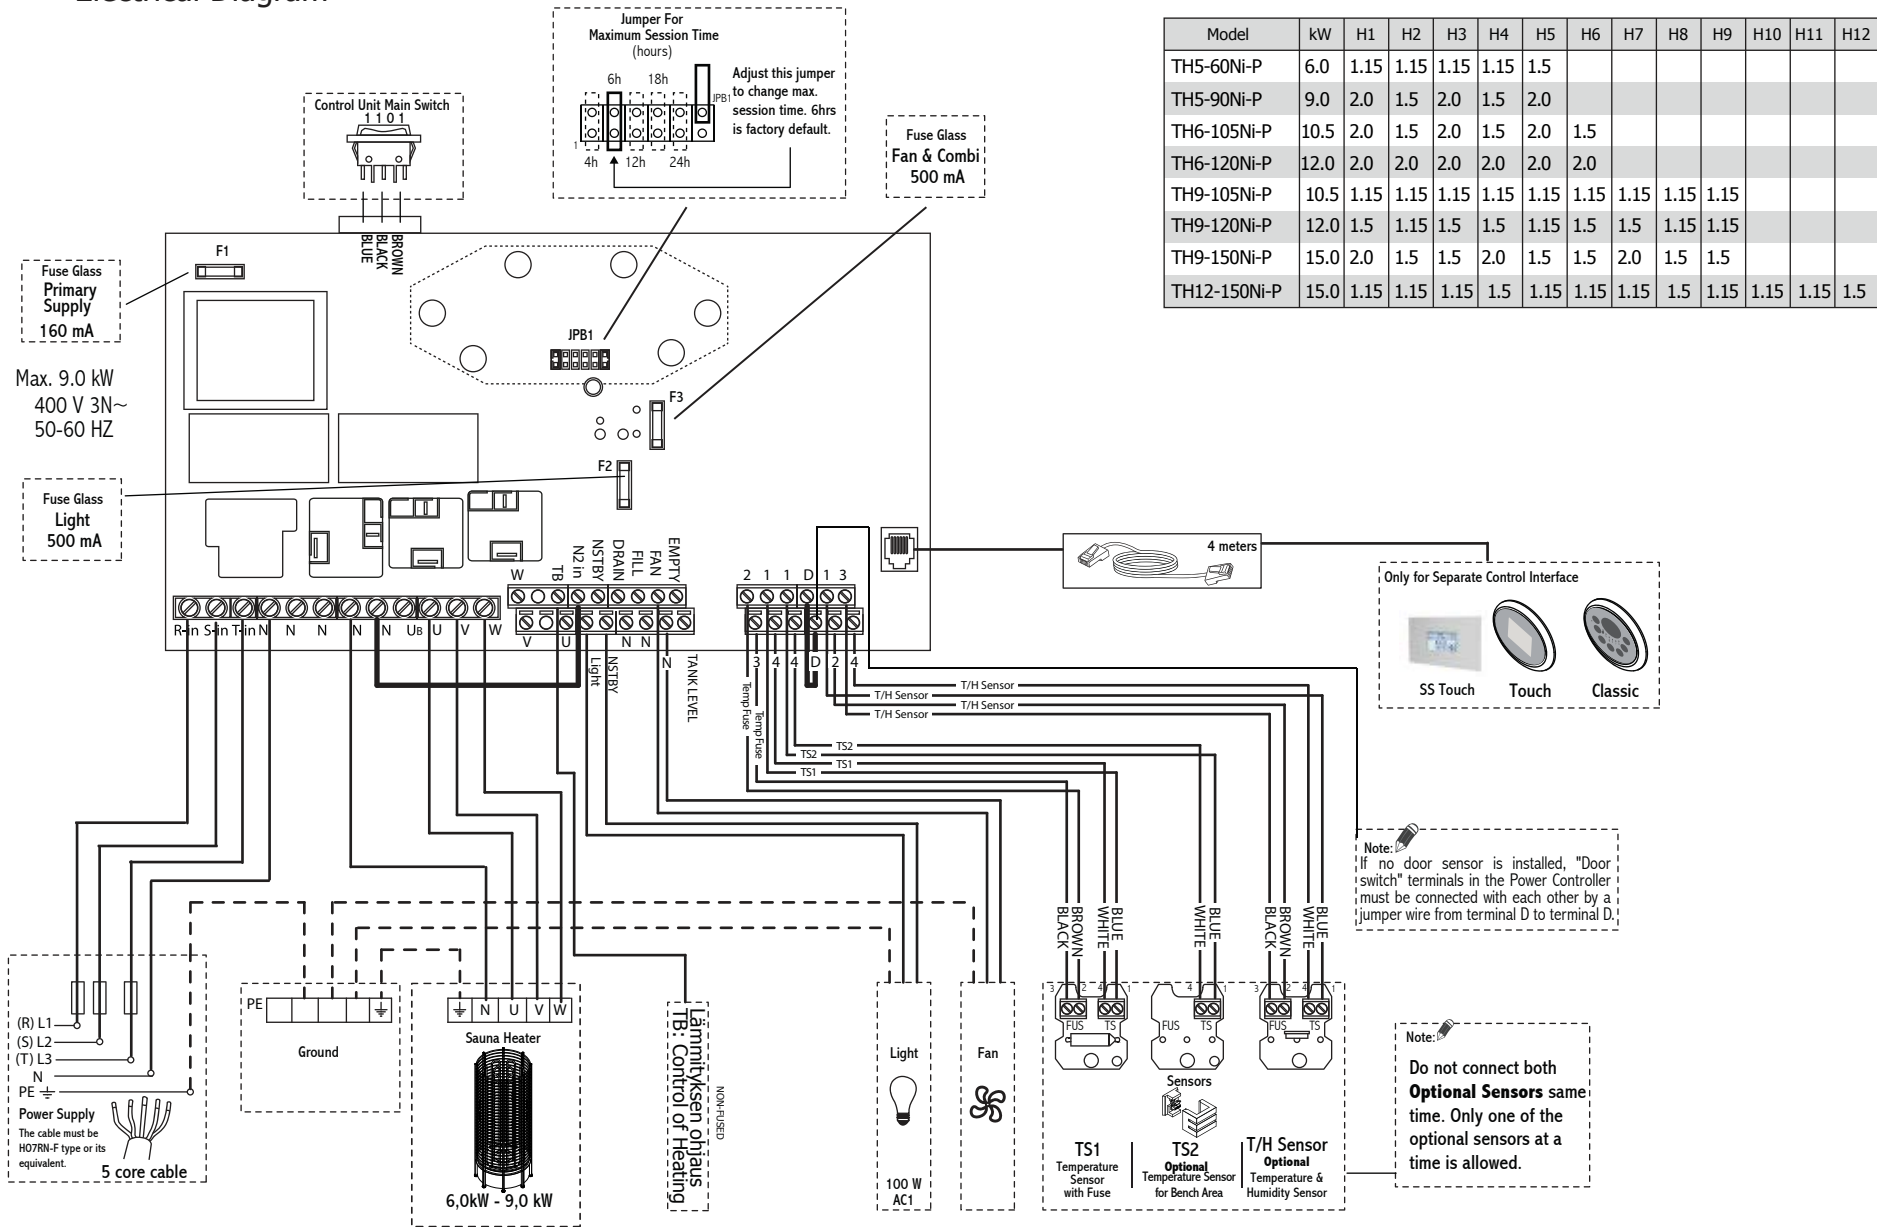 Electrical Diagram
Jumper For
Maximum Session Time
(hours)
6h 18h
JPB1
1
4h 12h 24h
Adjust this jumper
to change max.
session time. 6hrs
is factory default.
Control Unit Main Switch
1 1 0 1
BLUE
BLACK
BROWN
Fuse Glass
Fan & Combi
500 mA
Model kW H1 H2 H3 H4 H5 H6 H7 H8 H9 H10 H11 H12
TH5-60Ni-P 6.0 1.15 1.15 1.15 1.15 1.5
TH5-90Ni-P 9.0 2.0 1.5 2.0 1.5 2.0
TH6-105Ni-P 10.5 2.0 1.5 2.0 1.5 2.0 1.5
TH6-120Ni-P 12.0 2.0 2.0 2.0 2.0 2.0 2.0
TH9-105Ni-P 10.5 1.15 1.15 1.15 1.15 1.15 1.15 1.15 1.15 1.15
TH9-120Ni-P 12.0 1.5 1.15 1.5 1.5 1.15 1.5 1.5 1.15 1.15
TH9-150Ni-P 15.0 2.0 1.5 1.5 2.0 1.5 1.5 2.0 1.5 1.5
TH12-150Ni-P 15.0 1.15 1.15 1.15 1.5 1.15 1.15 1.15 1.5 1.15 1.15 1.15 1.5
Fuse Glass
Primary
Supply
160 mA
F1
Max. 9.0 kW
400 V 3N~
50-60 HZ
JPB1
F3
F2
Fuse Glass
Light
500 mA
W
TB
N2 in
NSTBY
DRAIN
FILL
FAN
EMPTY
V U N N
Light
NSTBY
N
TANK LEVEL
R-in S-in T-in N N N N N UB U V W
2 1 1 D 1 3
3 4 4 D 2 4
Temp Fuse
Temp Fuse
T/H Sensor
T/H Sensor
T/H Sensor
T/H Sensor
TS2
TS2
TS1
TS1
4 meters
Only for Separate Control Interface
SS Touch Touch Classic
Note:
If no door sensor is installed, "Door
switch" terminals in the Power Controller
must be connected with each other by a
jumper wire from terminal D to terminal D.
BLACK
BROWN
WHITE
BLUE
WHITE
BLUE
BLACK
BROWN
WHITE
BLUE
(R) L1
(S) L2
(T) L3
N
PE
Power Supply
The cable must be
HO7RN-F type or its
equivalent.
5 core cable
PE
Ground
N U V W
Sauna Heater
6,0kW - 9,0 kW
Lämmityksen ohjaus
TB: Control of Heating
NON-FUSED
Light
100 W
AC1
Fan
3 2 4 1
FUS TS
4 1
FUS TS
3 2 4 1
FUS TS
Sensors
TS1
Temperature
Sensor
with Fuse
TS2
Optional
Temperature Sensor
for Bench Area
T/H Sensor
Optional
Temperature &
Humidity Sensor
Note:
Do not connect both
Optional Sensors same
time. Only one of the
optional sensors at a
time is allowed.